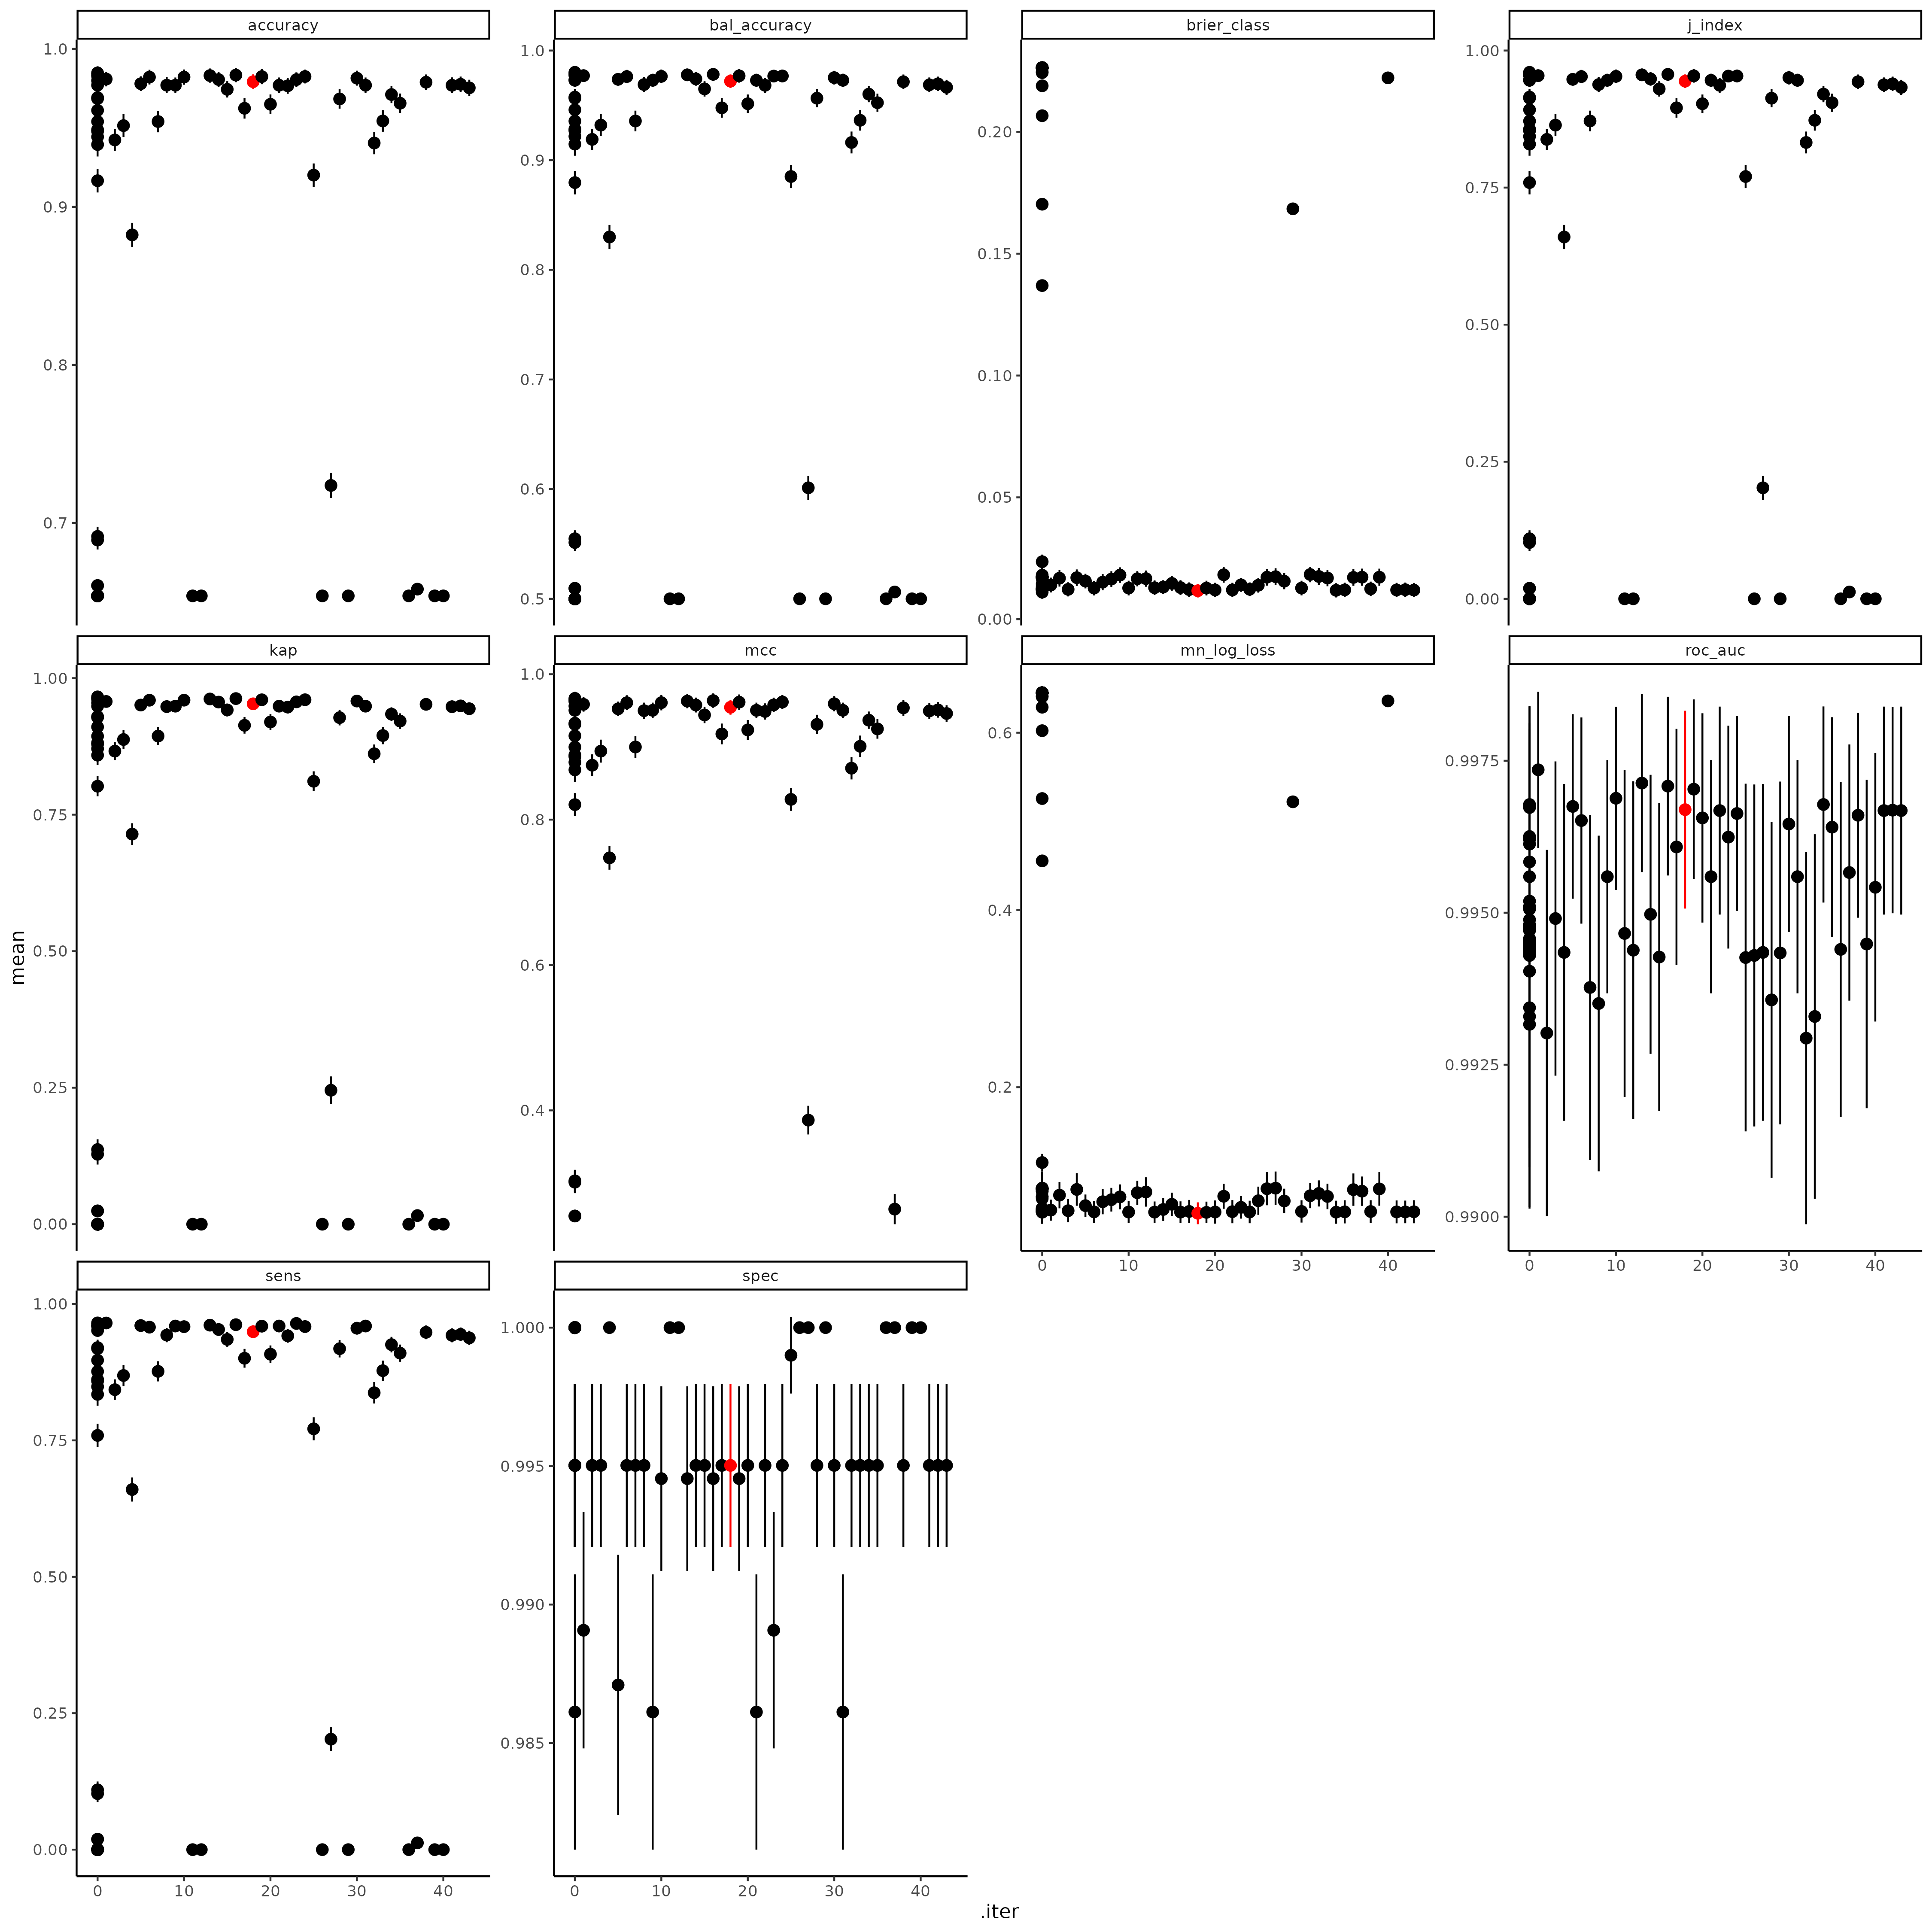 accuracy bal_accuracy brier_class j_index
1.0 1.0 1.00
0.20
0.9 0.9 0.75
0.15
0.8
0.8 0.50
0.7 0.10
0.6 0.25
0.7 0.05
0.5 0.00 0.00
kap mcc mn_log_loss roc_auc
1.00 1.0
0.6 0.9975
0.75 0.8
0.4 0.9950
0.50 0.6
0.25 0.4 0.2 0.9925
0.00 0.9900
0 10 20 30 40 0 10 20 30 40
sens spec
1.00 1.000
0.75 0.995
0.50 0.990
0.25 0.985
0.00
0 10 20 30 40 0 10 20 30 40
mean
.iter